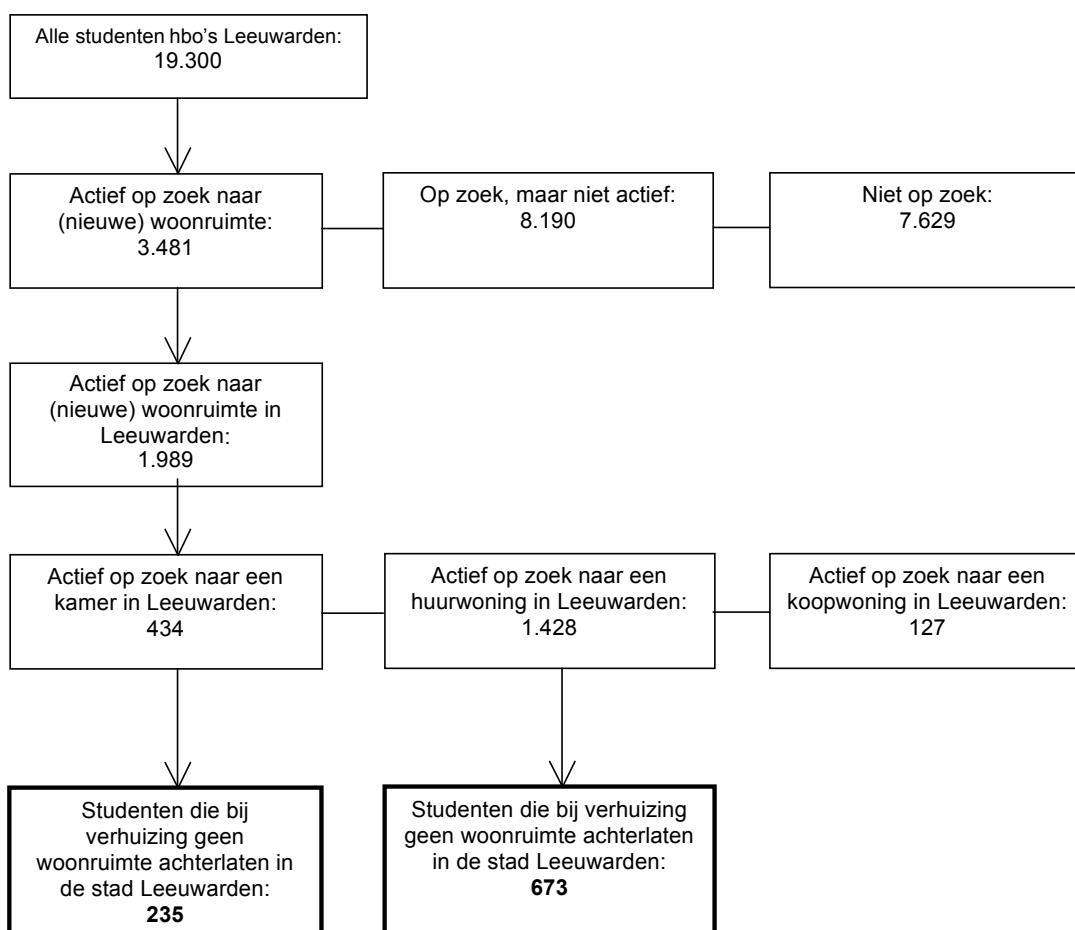 Alle studenten hbo's Leeuwarden:
19.300
Actief op zoek naar
(nieuwe) woonruimte:
3.481
Op zoek, maar niet actief:
8.190
Niet op zoek:
7.629
Actief op zoek naar
(nieuwe) woonruimte in
Leeuwarden:
1.989
Actief op zoek naar een
kamer in Leeuwarden:
434
Actief op zoek naar een
huurwoning in Leeuwarden:
1.428
Actief op zoek naar een
koopwoning in Leeuwarden:
127
Studenten die bij
verhuizing geen
woonruimte achterlaten in
de stad Leeuwarden:
235
Studenten die bij verhuizing
geen woonruimte achterlaten
in de stad Leeuwarden:
673